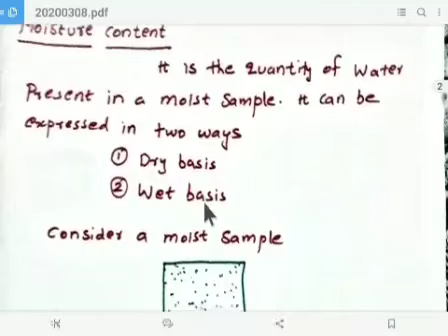 20200308.pdf
Moisture Content
It is the Quantity of Water
Present in a moist Sample. It can be
expressed in two ways
① Dry basis
② Wet basis
2
Consider a moist Sample